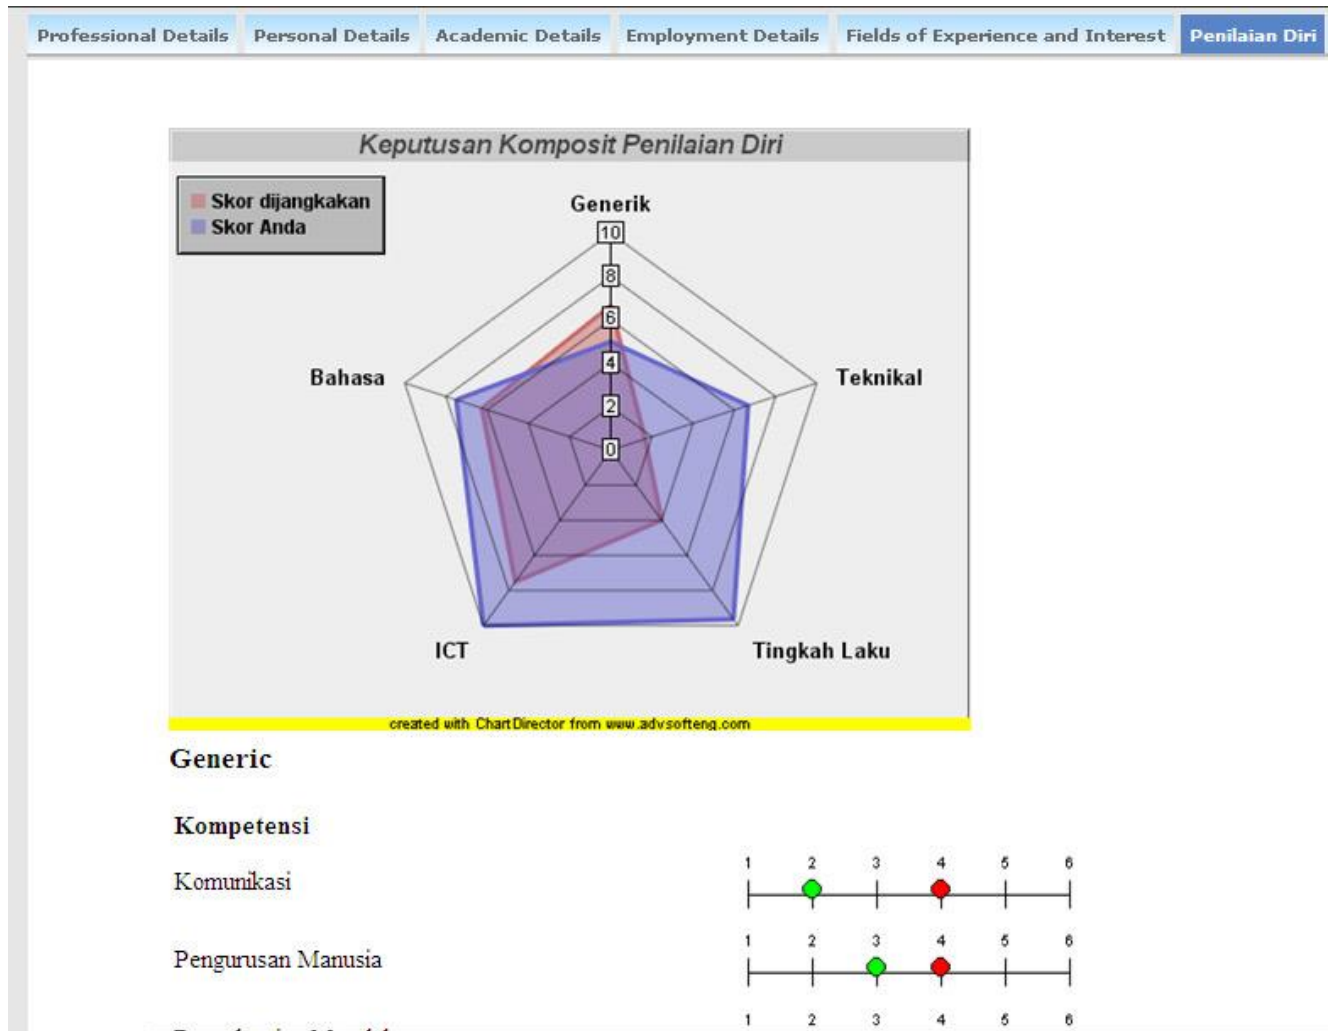 Professional Details Personal Details Academic Details Employment Details Fields of Experience and Interest Penilaian Diri
Keputusan Komposit Penilaian Diri
Skor dijangkakan
Skor Anda
Generik
10
8
6
4
2
0
Bahasa
Teknikal
ICT
Tingkah Laku
created with ChartDirector from www.advsofteng.com
Generic
Kompetensi
1 2 3 4 5 6
Komunikasi
1 2 3 4 5 6
Pengurusan Manusia
1 2 3 4 5 6